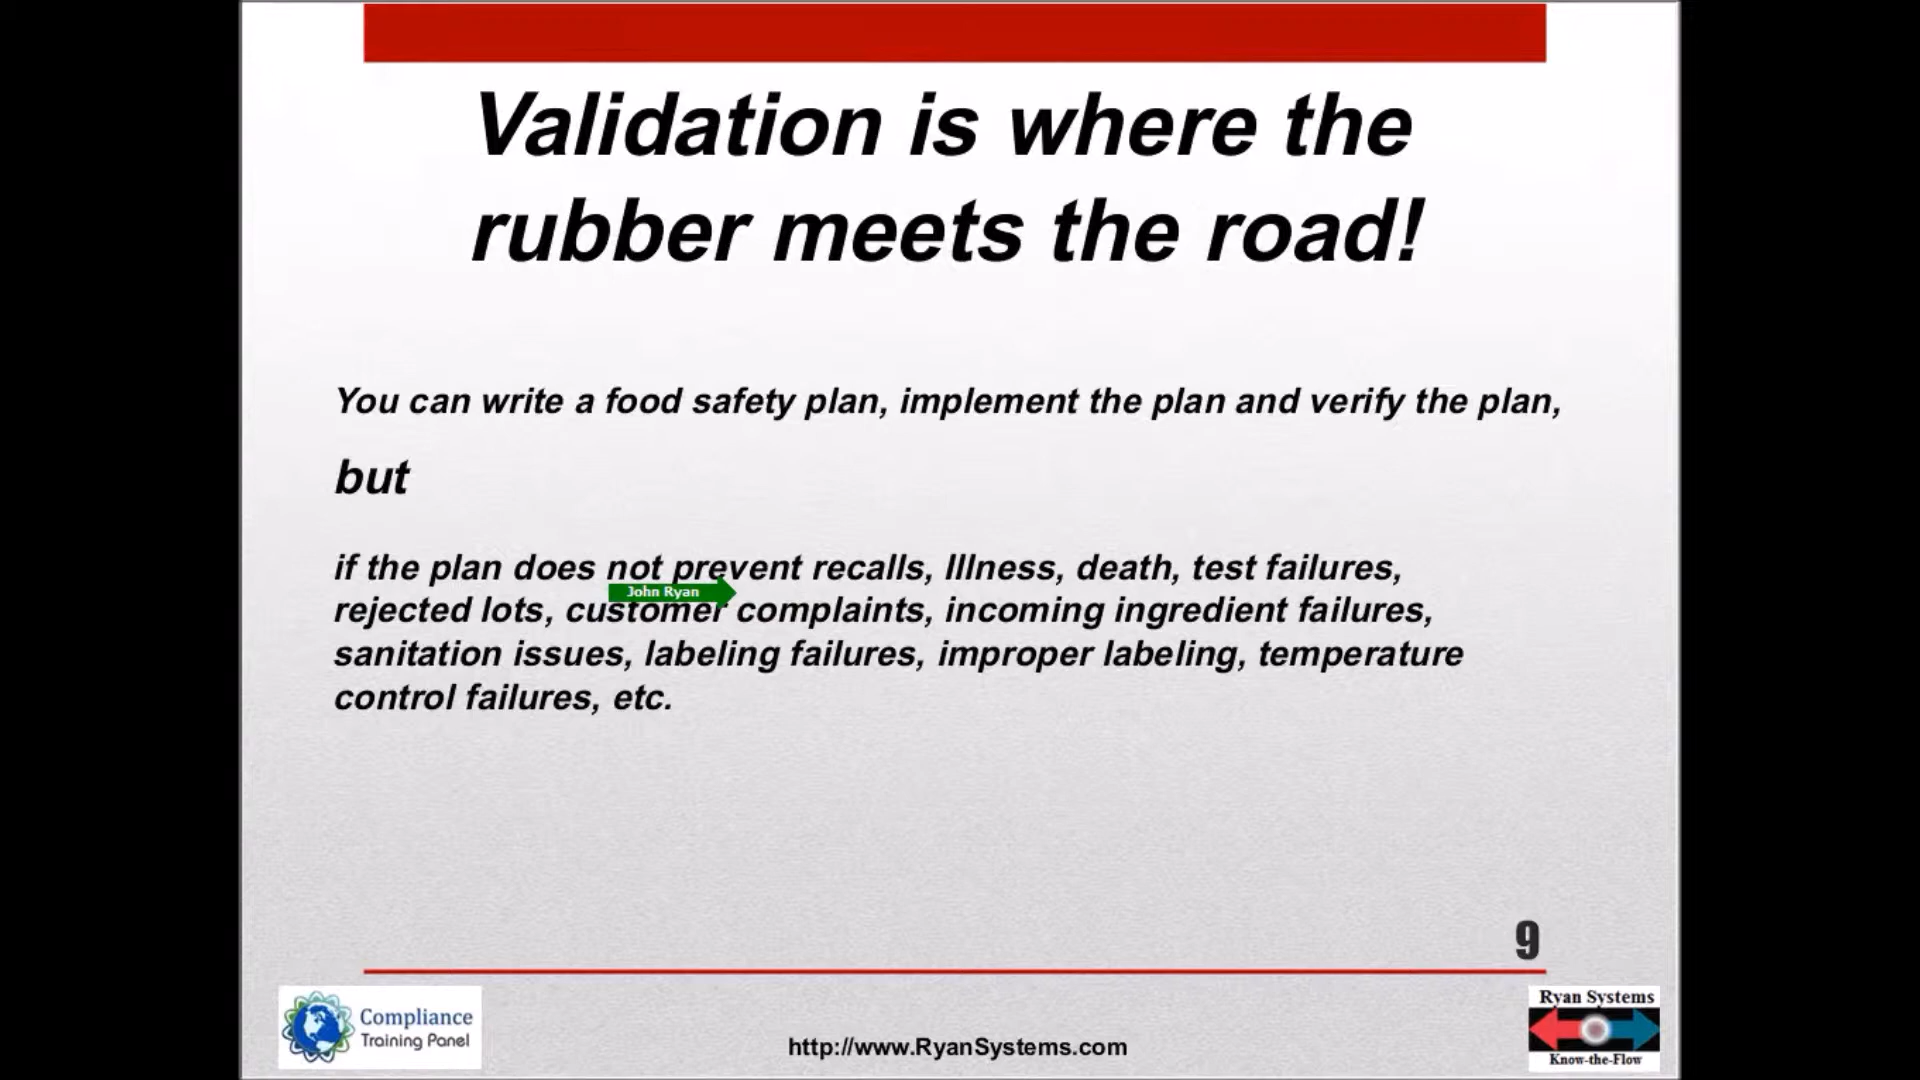 Validation is where the
rubber meets the road!
You can write a food safety plan, implement the plan and verify the plan,
but
if the plan does not prevent recalls, Illness, death, test failures,
John Ryan
rejected lots, customer complaints, incoming ingredient failures,
sanitation issues, labeling failures, improper labeling, temperature
control failures, etc.
9
Compliance
Training Panel
http://www.RyanSystems.com
Ryan Systems
Know-the-Flow